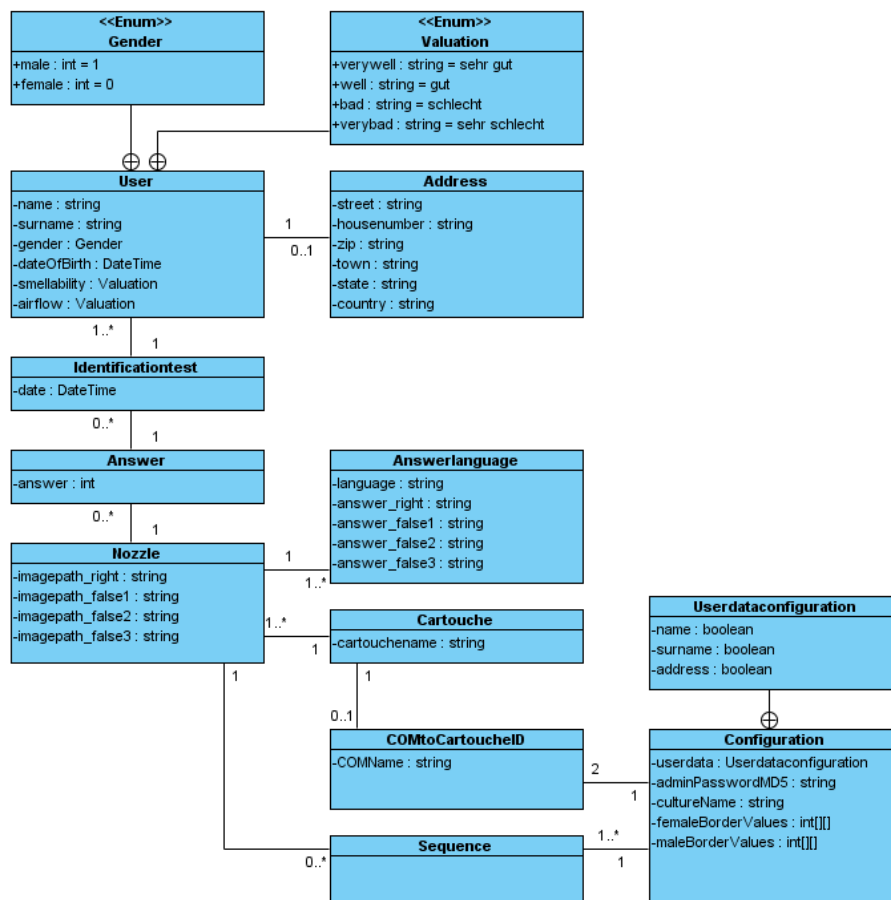 <<Enum>>
Gender
+male : int = 1
+female : int = 0
<<Enum>>
Valuation
+verywell : string = sehr gut
+well : string = gut
+bad : string = schlecht
+verybad : string = sehr schlecht
User
-name : string
-surname : string
-gender : Gender
-dateOfBirth : DateTime
-smellability : Valuation
-airflow : Valuation
1
0..1
Address
-street : string
-housenumber : string
-zip : string
-town : string
-state : string
-country : string
1..*
1
Identificationtest
-date : DateTime
0..*
1
Answer
-answer : int
0..*
1
Answerlanguage
-language : string
-answer_right : string
-answer_false1 : string
-answer_false2 : string
-answer_false3 : string
Nozzle
-imagepath_right : string
-imagepath_false1 : string
-imagepath_false2 : string
-imagepath_false3 : string
1
1..*
1..*
1
Cartouche
-cartouchename : string
Userdataconfiguration
-name : boolean
-surname : boolean
-address : boolean
1
1
0..1
COMtoCartoucheID
-COMName : string
2
1
Configuration
-userdata : Userdataconfiguration
-adminPasswordMD5 : string
-cultureName : string
-femaleBorderValues : int[][]
-maleBorderValues : int[][]
0..*
Sequence
1..*
1